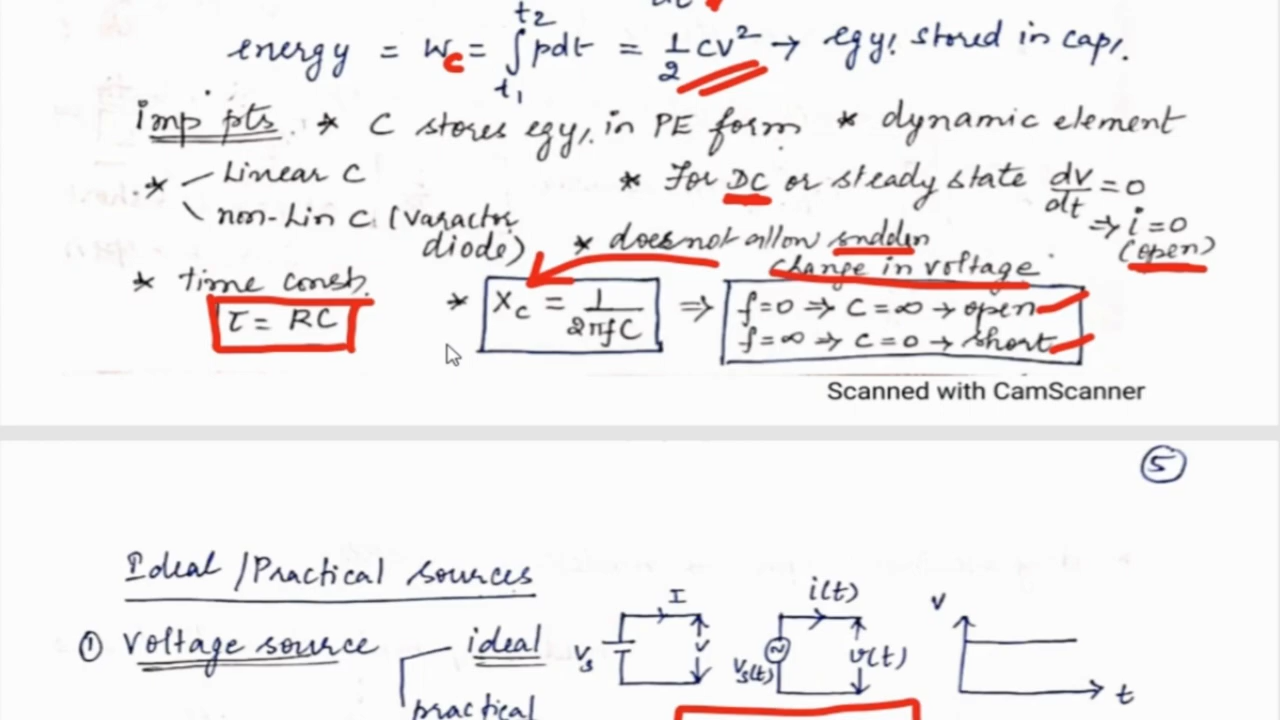 t2
energy = Wc = ∫ pdt = 1/2 CV² → egy! stored in cap/.
t1
imp pts * C stores egy/. in PE form * dynamic element
* Linear C
non-Lin C (varactor diode)
* For DC or steady state dv/dt = 0 ⇒ i=0 (open)
* does not allow sudden change in voltage
* time const.
τ = RC
* Xc = 1/2πfC ⇒ f=0 ⇒ C=∞ → open
f=∞ ⇒ C=0 → short
Scanned with CamScanner
5
Ideal /Practical sources
① Voltage source ideal
practical
I
Vs
V
i(t)
Vs(t)
v(t)
V
t